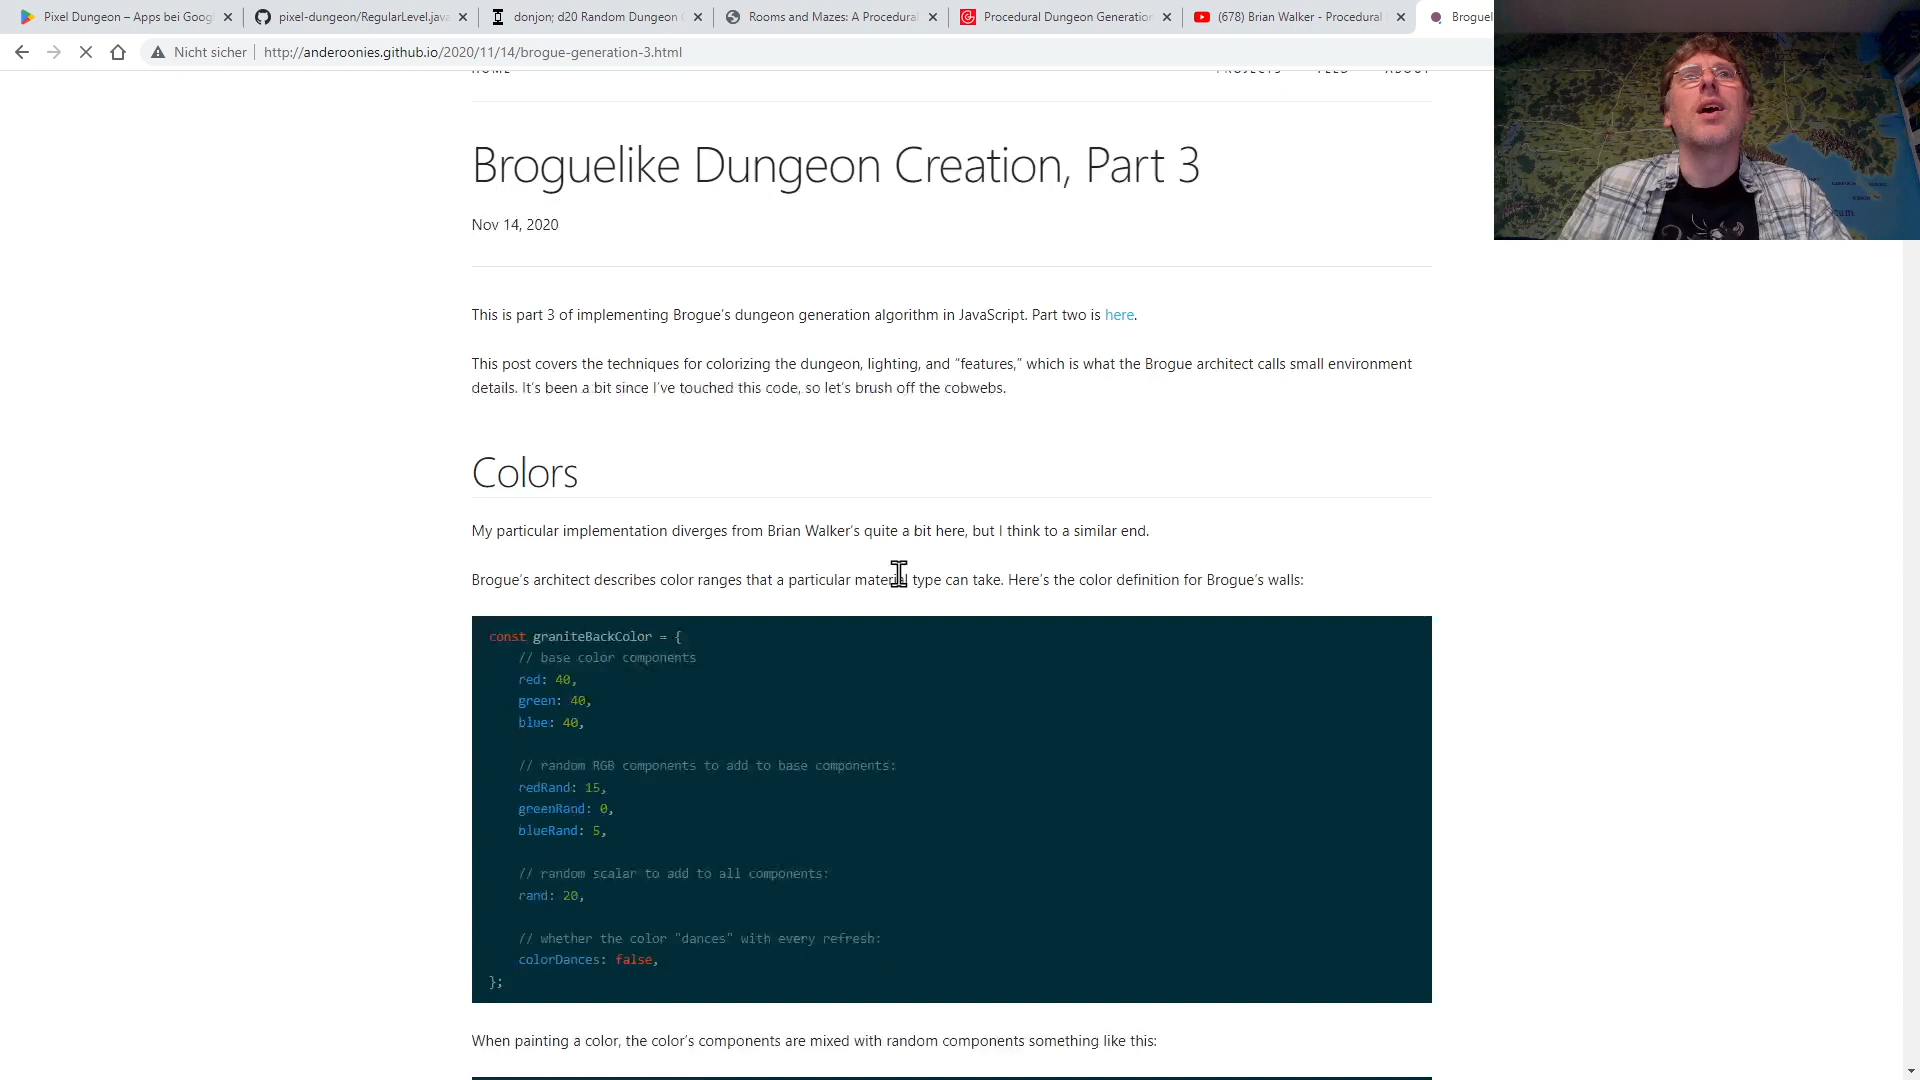 Pixel Dungeon – Apps bei Goog
pixel-dungeon/RegularLevel.java
donjon; d20 Random Dungeon
Rooms and Mazes: A Procedural
Procedural Dungeon Generation
(678) Brian Walker - Procedural
Broguel
Nicht sicher
http://anderoonies.github.io/2020/11/14/brogue-generation-3.html
HOME
PROJECTS
FEED
ABOUT
Broguelike Dungeon Creation, Part 3
Nov 14, 2020
This is part 3 of implementing Brogue’s dungeon generation algorithm in JavaScript. Part two is here.
This post covers the techniques for colorizing the dungeon, lighting, and “features,” which is what the Brogue architect calls small environment
details. It’s been a bit since I’ve touched this code, so let’s brush off the cobwebs.
Colors
My particular implementation diverges from Brian Walker’s quite a bit here, but I think to a similar end.
Brogue’s architect describes color ranges that a particular material type can take. Here’s the color definition for Brogue’s walls:
const graniteBackColor = {
// base color components
red: 40,
green: 40,
blue: 40,
// random RGB components to add to base components:
redRand: 15,
greenRand: 0,
blueRand: 5,
// random scalar to add to all components:
rand: 20,
// whether the color "dances" with every refresh:
colorDances: false,
};
When painting a color, the color’s components are mixed with random components something like this: